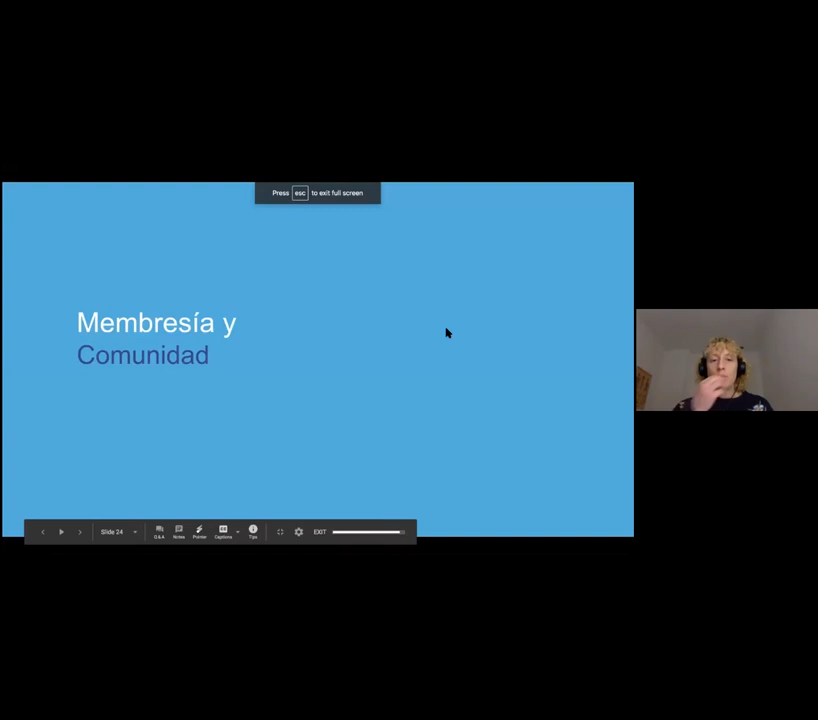 Press esc to exit full screen
Membresía y
Comunidad
Slide 24
Q&A
Notes
Pointer
Captions
Tips
EXIT